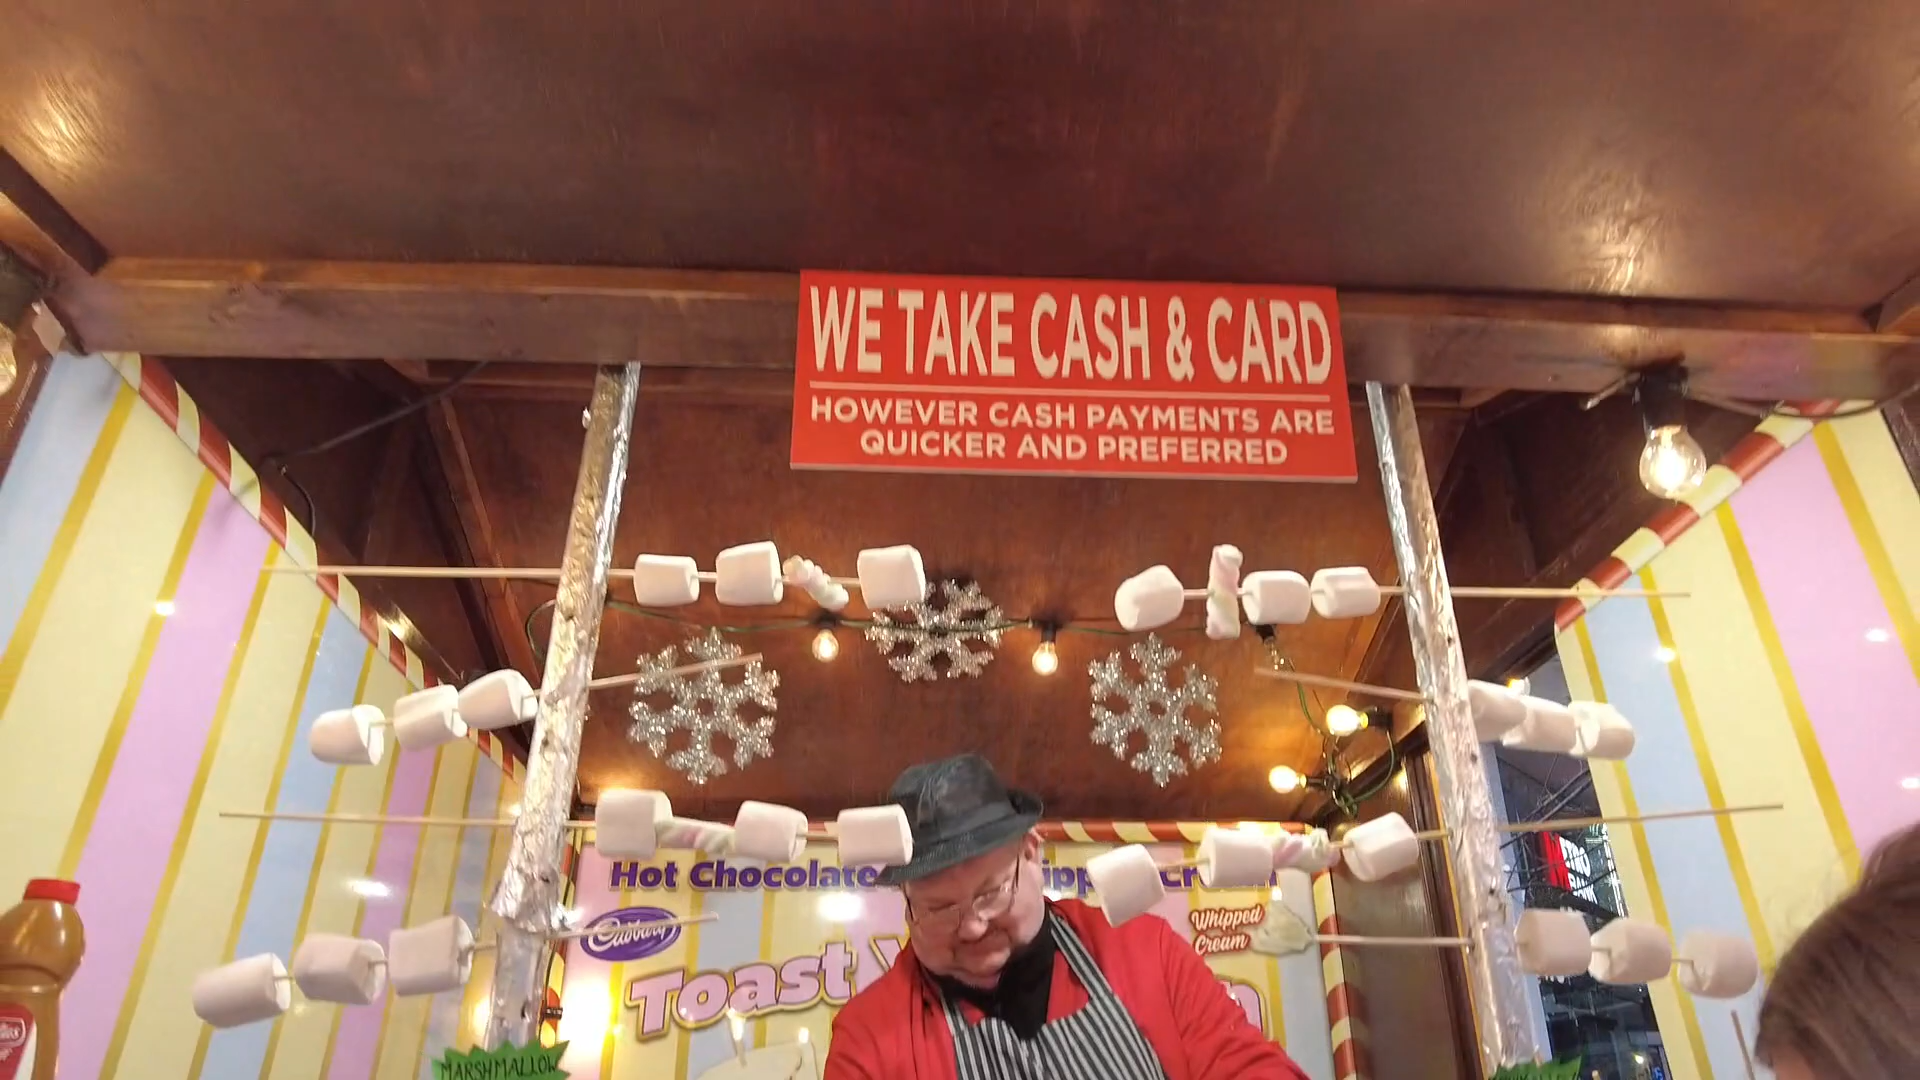 WE TAKE CASH & CARD
HOWEVER CASH PAYMENTS ARE
QUICKER AND PREFERRED
Hot Chocolate
Cadbury
Whipped
Cream
Toast
MARSHMALLOW